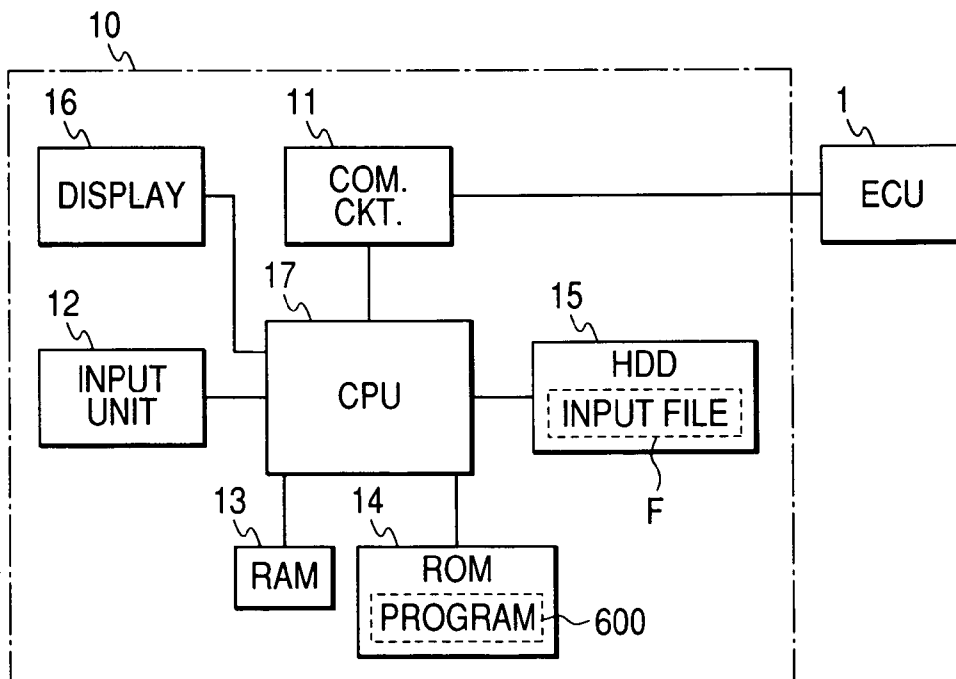 10
16
11
1
DISPLAY
COM.
CKT.
ECU
12
17
15
INPUT
UNIT
CPU
HDD
INPUT FILE
F
13
14
RAM
ROM
PROGRAM
600